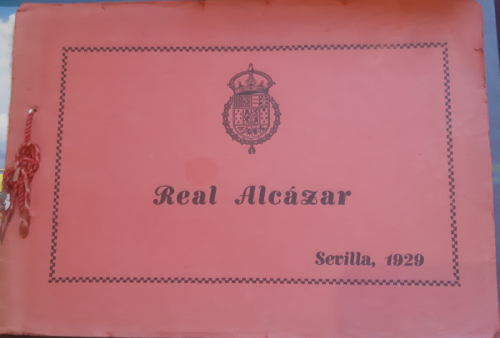 Real Alcázar
Sevilla, 1929